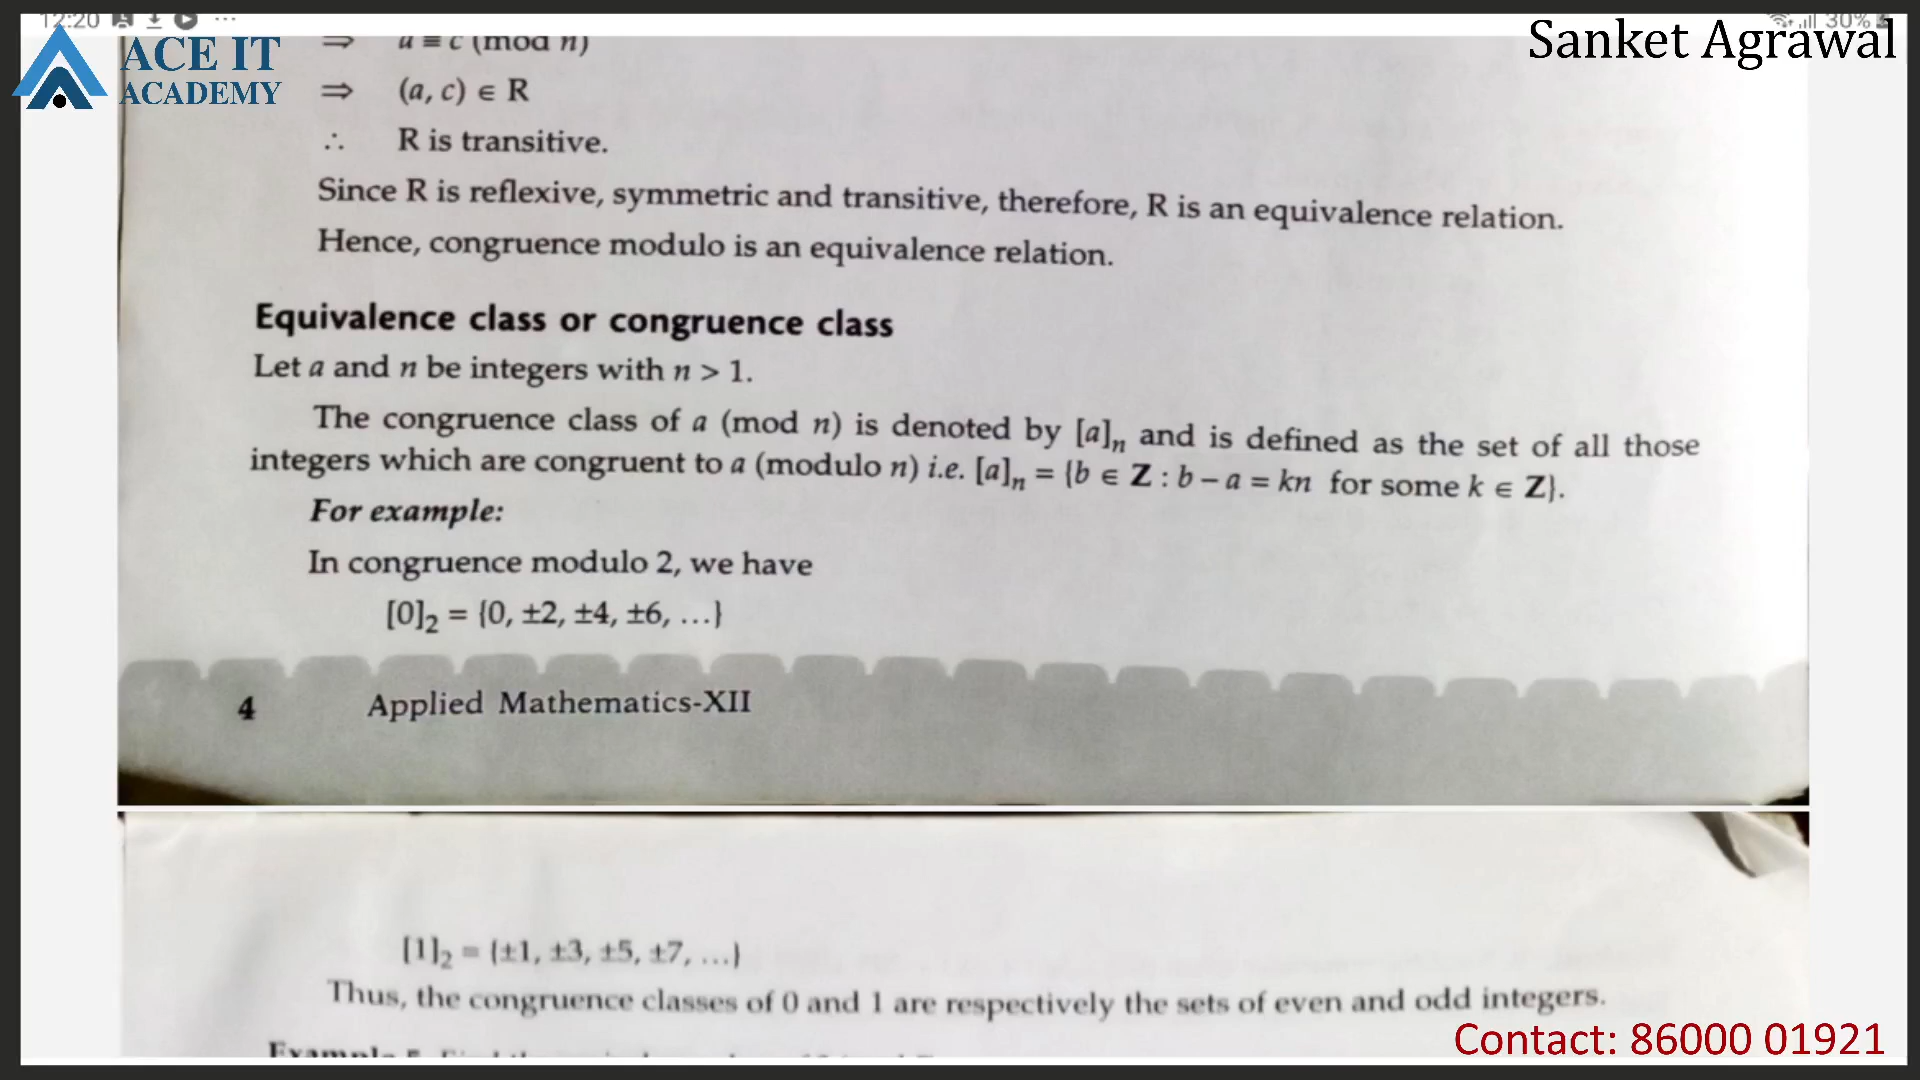 12:20 30%
ACE IT
ACADEMY
Sanket Agrawal
⇒ a ≡ c (mod n)
⇒ (a, c) ∈ R
∴ R is transitive.
Since R is reflexive, symmetric and transitive, therefore, R is an equivalence relation.
Hence, congruence modulo is an equivalence relation.
Equivalence class or congruence class
Let a and n be integers with n > 1.
The congruence class of a (mod n) is denoted by [a]ₙ and is defined as the set of all those
integers which are congruent to a (modulo n) i.e. [a]ₙ = {b ∈ Z : b – a = kn for some k ∈ Z}.
For example:
In congruence modulo 2, we have
[0]₂ = {0, ±2, ±4, ±6, ...}
4 Applied Mathematics-XII
[1]₂ = {±1, ±3, ±5, ±7, ...}
Thus, the congruence classes of 0 and 1 are respectively the sets of even and odd integers.
Contact: 86000 01921